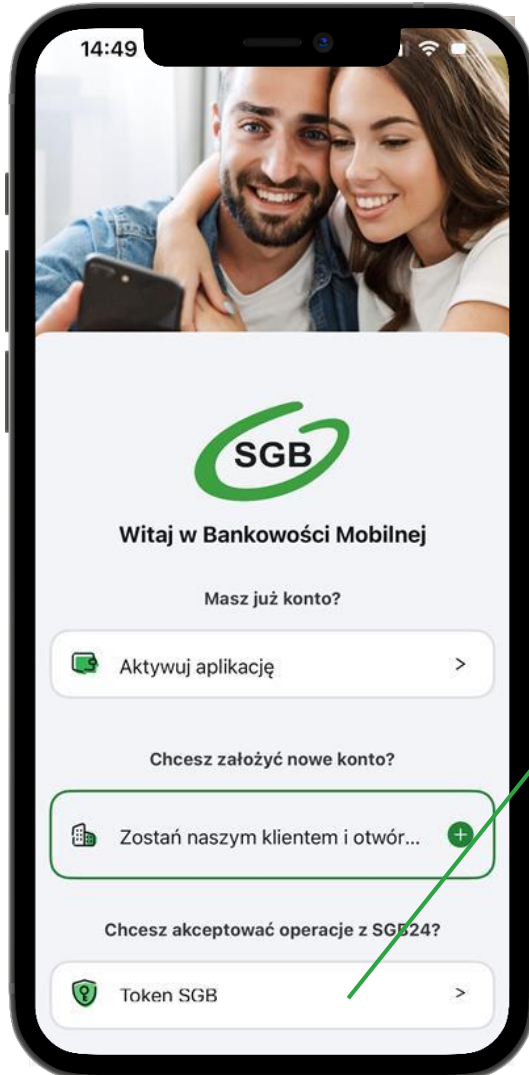 14:49
SGB
Witaj w Bankowości Mobilnej
Masz już konto?
Aktywuj aplikację
Chcesz założyć nowe konto?
Zostań naszym klientem i otwór...
Chcesz akceptować operacje z SGB24?
Token SGB